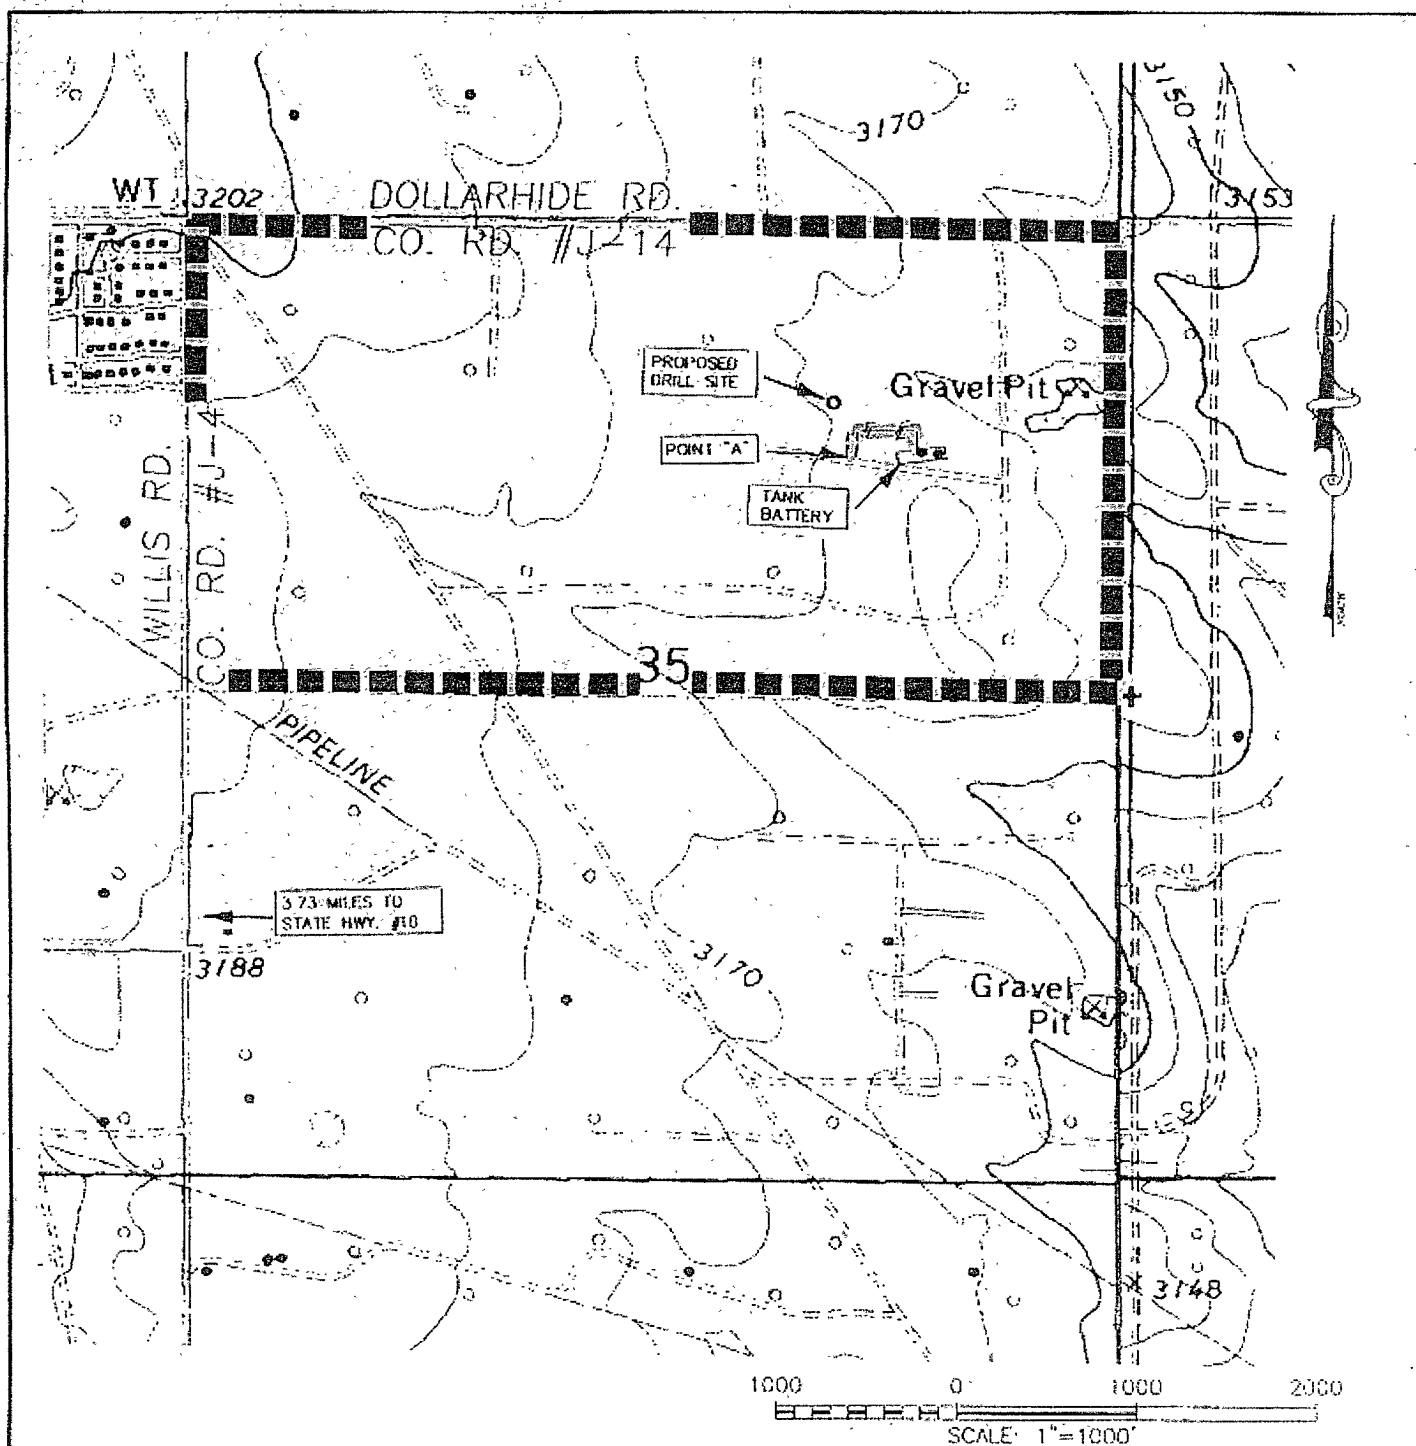 3150
3170
WT
3202
DOLLARHIDE RD.
3153
CO. RD. #J-14
PROPOSED
DRILL SITE
Gravel Pit
POINT "A"
TANK
BATTERY
WILLIS RD.
CO. RD. #J-4
35
PIPELINE
3.73 MILES TO
STATE HWY. #18
3188
3170
Gravel
Pit
3148
1000 0 1000 2000
SCALE: 1"=1000'